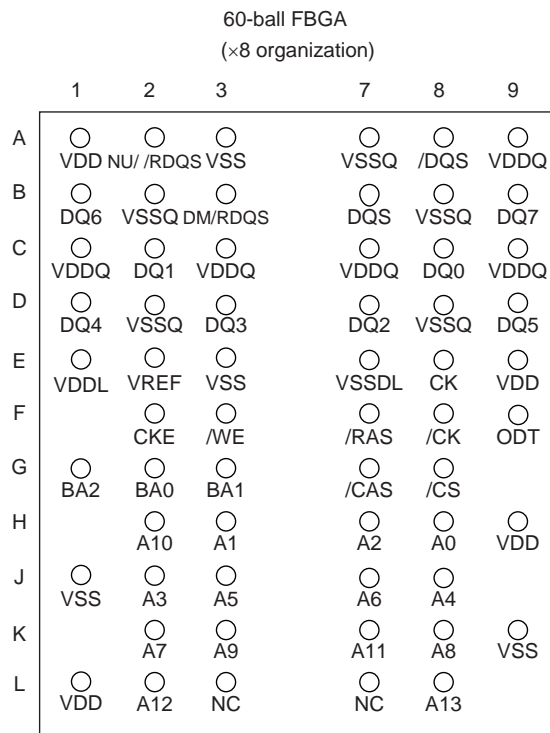 60-ball FBGA
(×8 organization)
1 2 3 7 8 9
A
VDD NU/ /RDQS VSS VSSQ /DQS VDDQ
B
DQ6 VSSQ DM/RDQS DQS VSSQ DQ7
C
VDDQ DQ1 VDDQ VDDQ DQ0 VDDQ
D
DQ4 VSSQ DQ3 DQ2 VSSQ DQ5
E
VDDL VREF VSS VSSDL CK VDD
F
CKE /WE /RAS /CK ODT
G
BA2 BA0 BA1 /CAS /CS
H
A10 A1 A2 A0 VDD
J
VSS A3 A5 A6 A4
K
A7 A9 A11 A8 VSS
L
VDD A12 NC NC A13